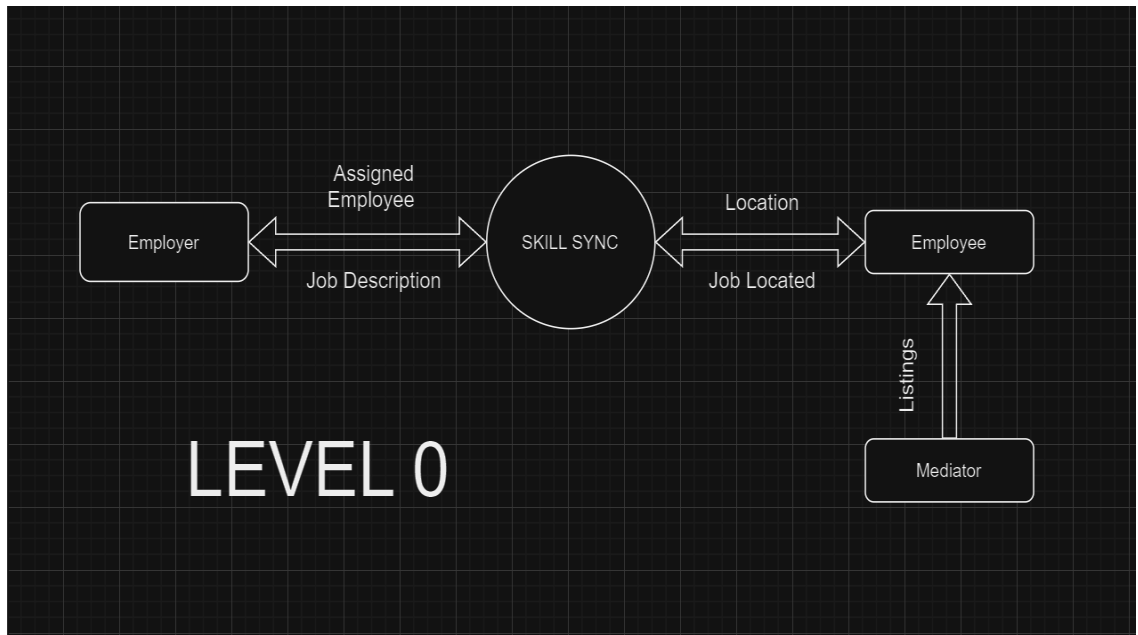 Assigned
Employee
Employer
SKILL SYNC
Job Description
Location
Employee
Job Located
Listings
Mediator
LEVEL 0